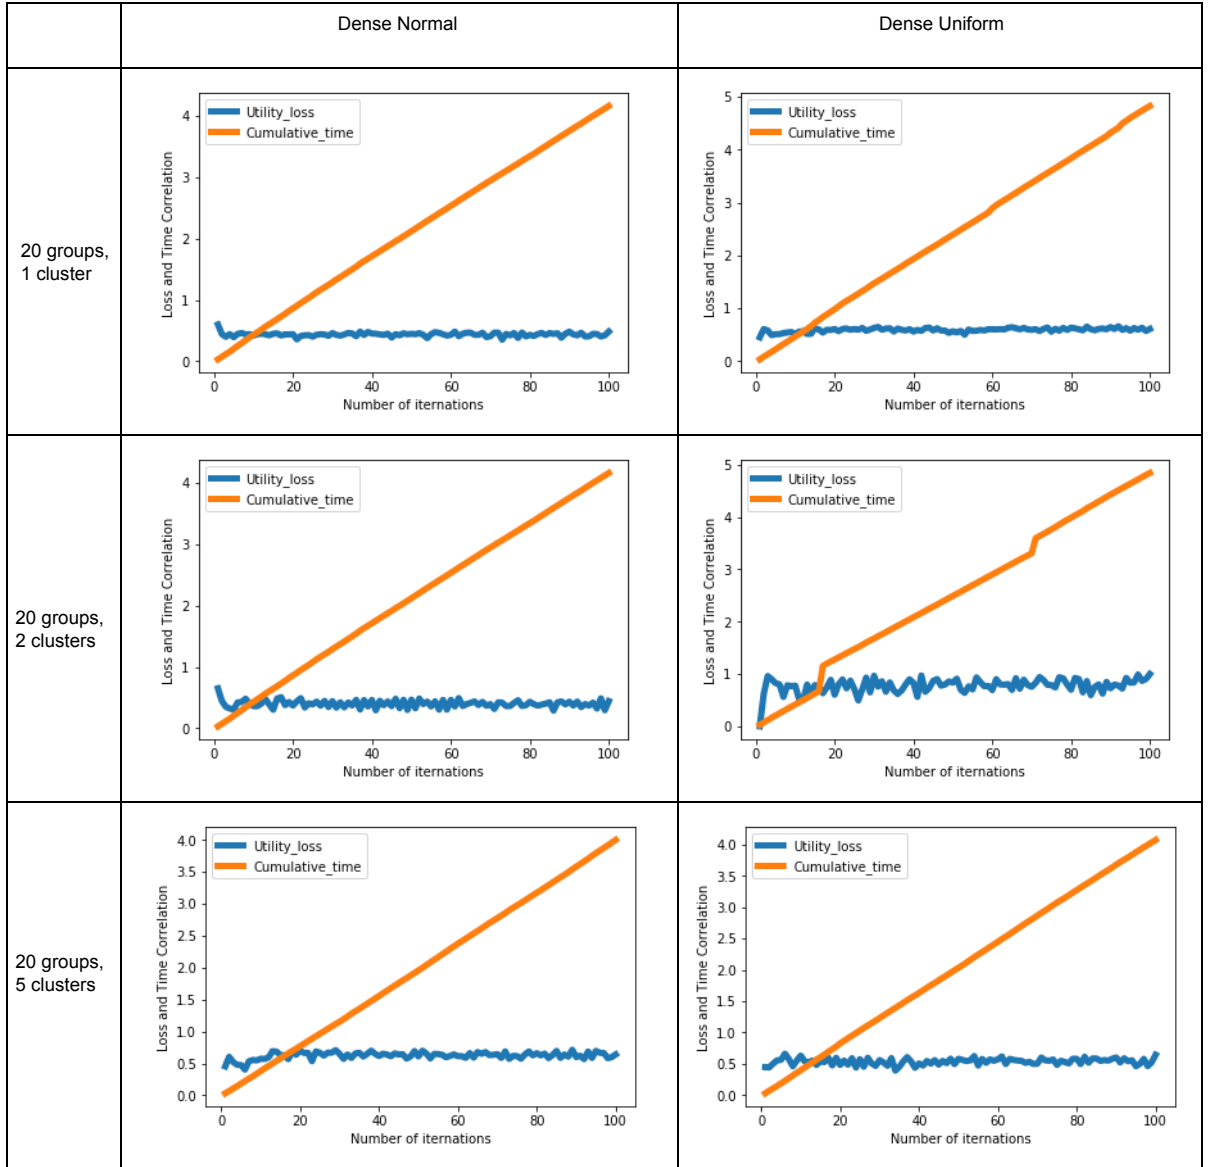 Dense Normal
Dense Uniform
20 groups,
1 cluster
Utility_loss
Cumulative_time
Loss and Time Correlation
4
3
2
1
0
0 20 40 60 80 100
Number of iternations
Utility_loss
Cumulative_time
Loss and Time Correlation
5
4
3
2
1
0
0 20 40 60 80 100
Number of iternations
20 groups,
2 clusters
Utility_loss
Cumulative_time
Loss and Time Correlation
4
3
2
1
0
0 20 40 60 80 100
Number of iternations
Utility_loss
Cumulative_time
Loss and Time Correlation
5
4
3
2
1
0
0 20 40 60 80 100
Number of iternations
20 groups,
5 clusters
Utility_loss
Cumulative_time
Loss and Time Correlation
4.0
3.5
3.0
2.5
2.0
1.5
1.0
0.5
0.0
0 20 40 60 80 100
Number of iternations
Utility_loss
Cumulative_time
Loss and Time Correlation
4.0
3.5
3.0
2.5
2.0
1.5
1.0
0.5
0.0
0 20 40 60 80 100
Number of iternations